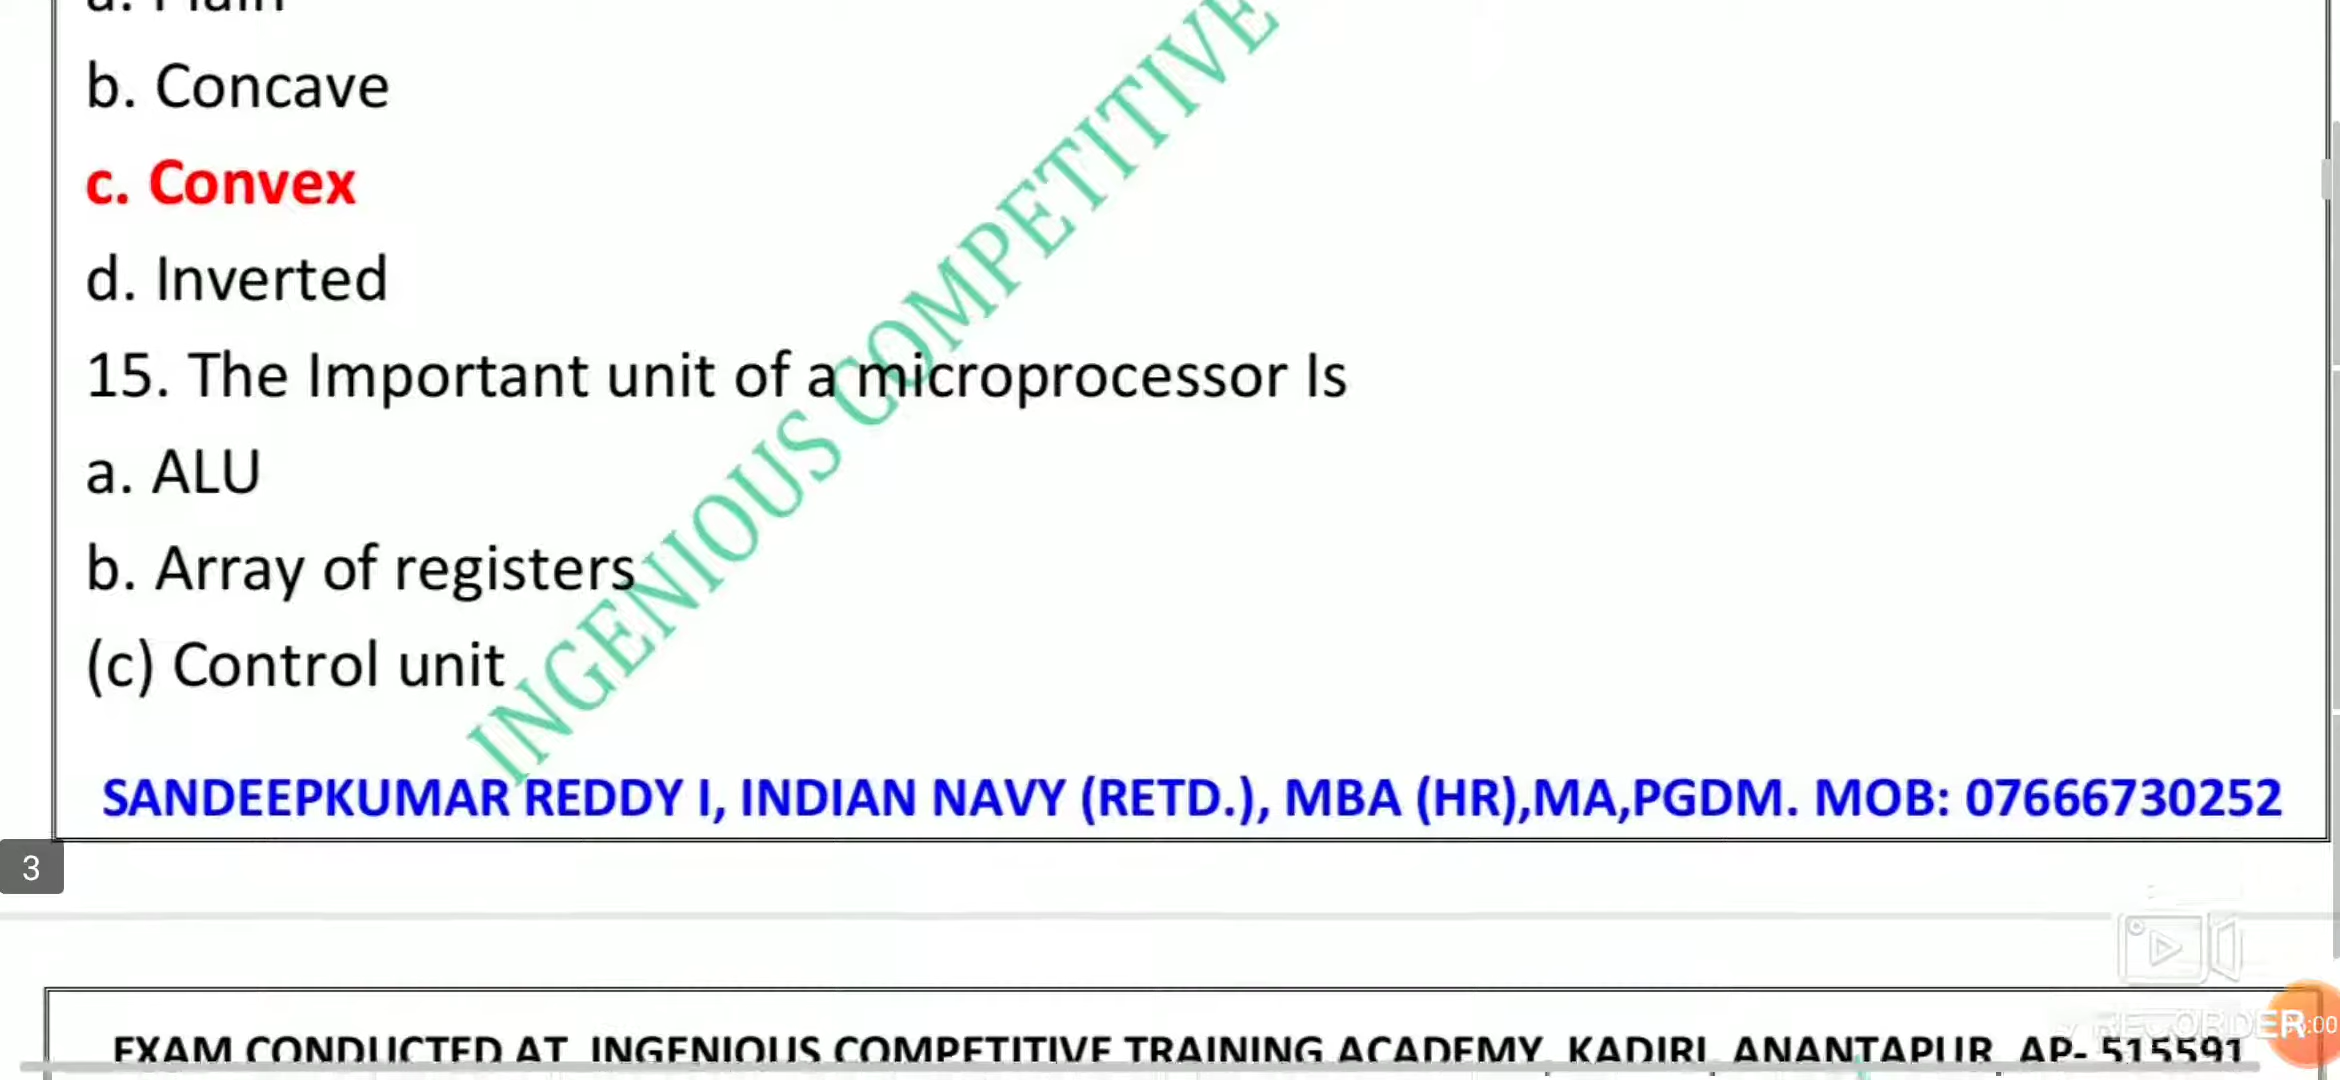 b. Concave
c. Convex
d. Inverted
15. The Important unit of a microprocessor Is
a. ALU
b. Array of registers
(c) Control unit
INGENIOUS COMPETITIVE
SANDEEPKUMAR REDDY I, INDIAN NAVY (RETD.), MBA (HR),MA,PGDM. MOB: 07666730252
3
RECORDER
EXAM CONDUCTED AT INGENIOUS COMPETITIVE TRAINING ACADEMY, KADIRI, ANANTAPUR, AP- 515591